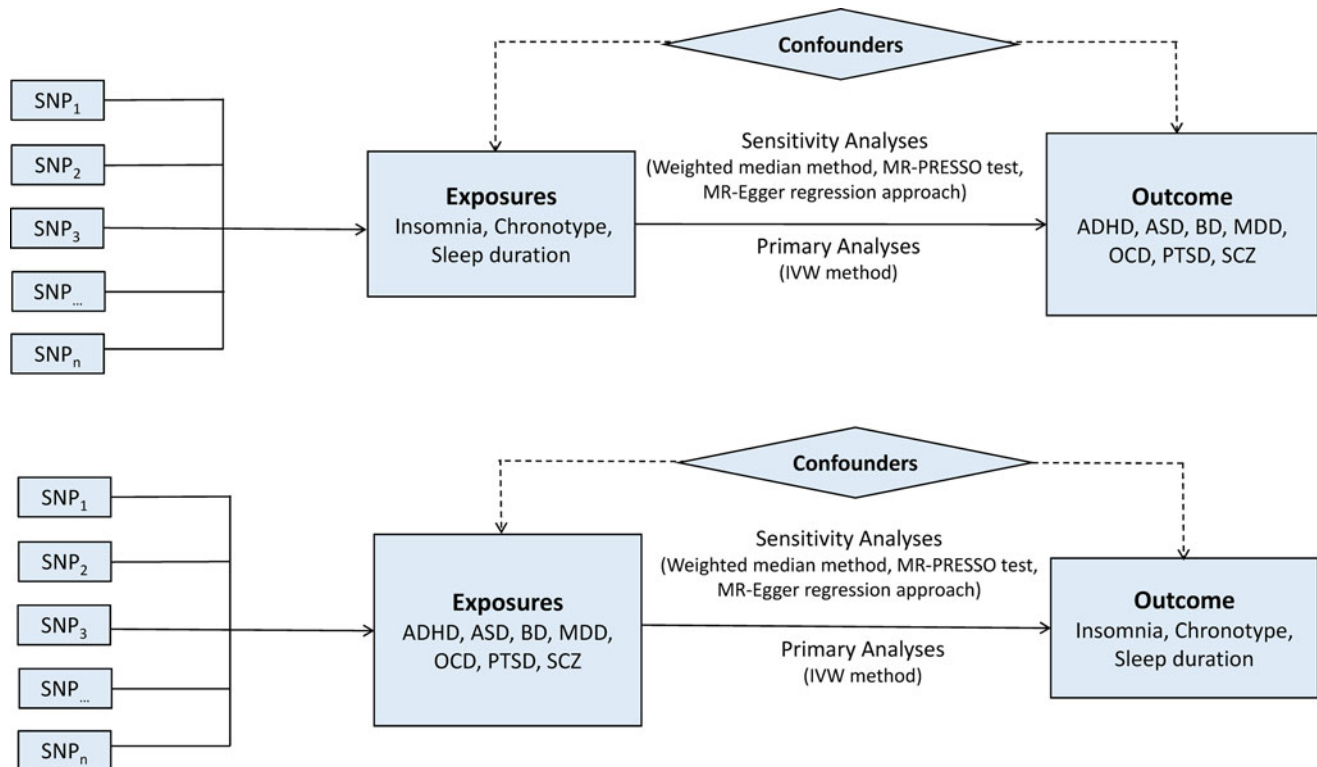 Confounders
SNP1
SNP2
SNP3
SNP...
SNPn
Exposures
Insomnia, Chronotype,
Sleep duration
Sensitivity Analyses
(Weighted median method, MR-PRESSO test,
MR-Egger regression approach)
Primary Analyses
(IVW method)
Outcome
ADHD, ASD, BD, MDD,
OCD, PTSD, SCZ
Confounders
SNP1
SNP2
SNP3
SNP...
SNPn
Exposures
ADHD, ASD, BD, MDD,
OCD, PTSD, SCZ
Sensitivity Analyses
(Weighted median method, MR-PRESSO test,
MR-Egger regression approach)
Primary Analyses
(IVW method)
Outcome
Insomnia, Chronotype,
Sleep duration